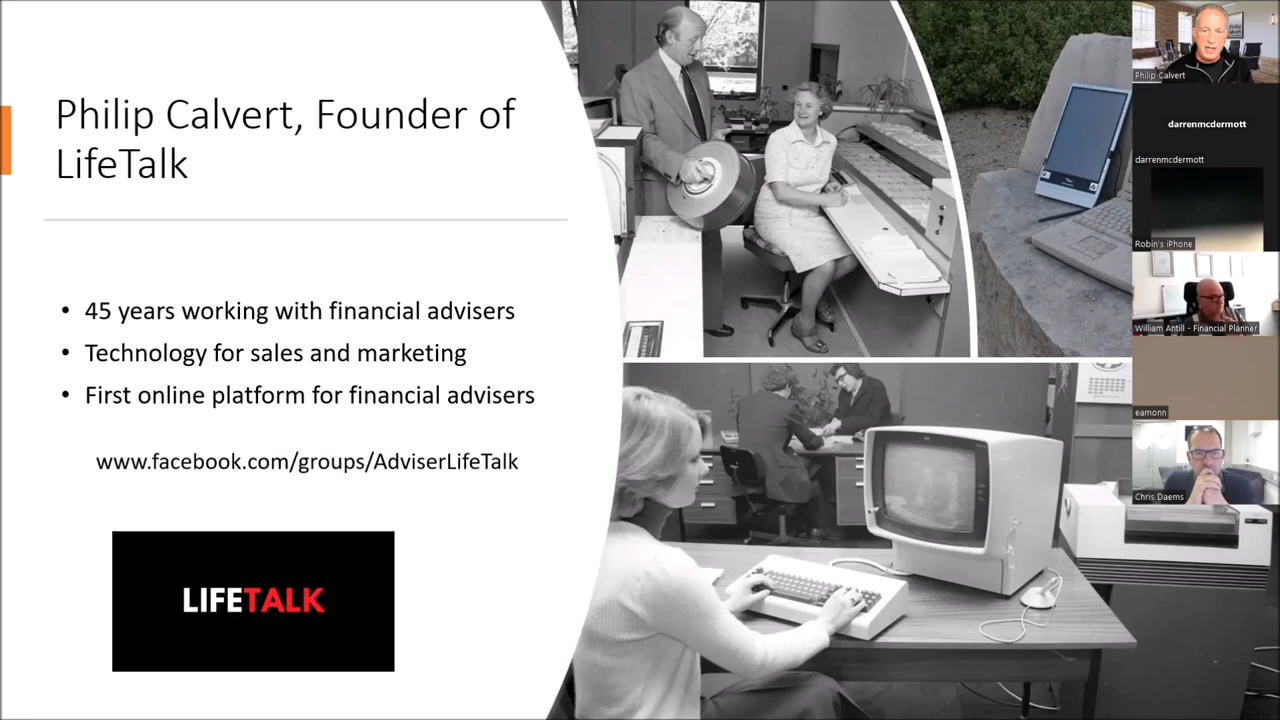 Philip Calvert, Founder of
LifeTalk
• 45 years working with financial advisers
• Technology for sales and marketing
• First online platform for financial advisers
www.facebook.com/groups/AdviserLifeTalk
LIFETALK
Philip Calvert
darrenmcdermott
darrenmcdermott
Robin's iPhone
William Antill - Financial Planner
eamonn
Chris Daems